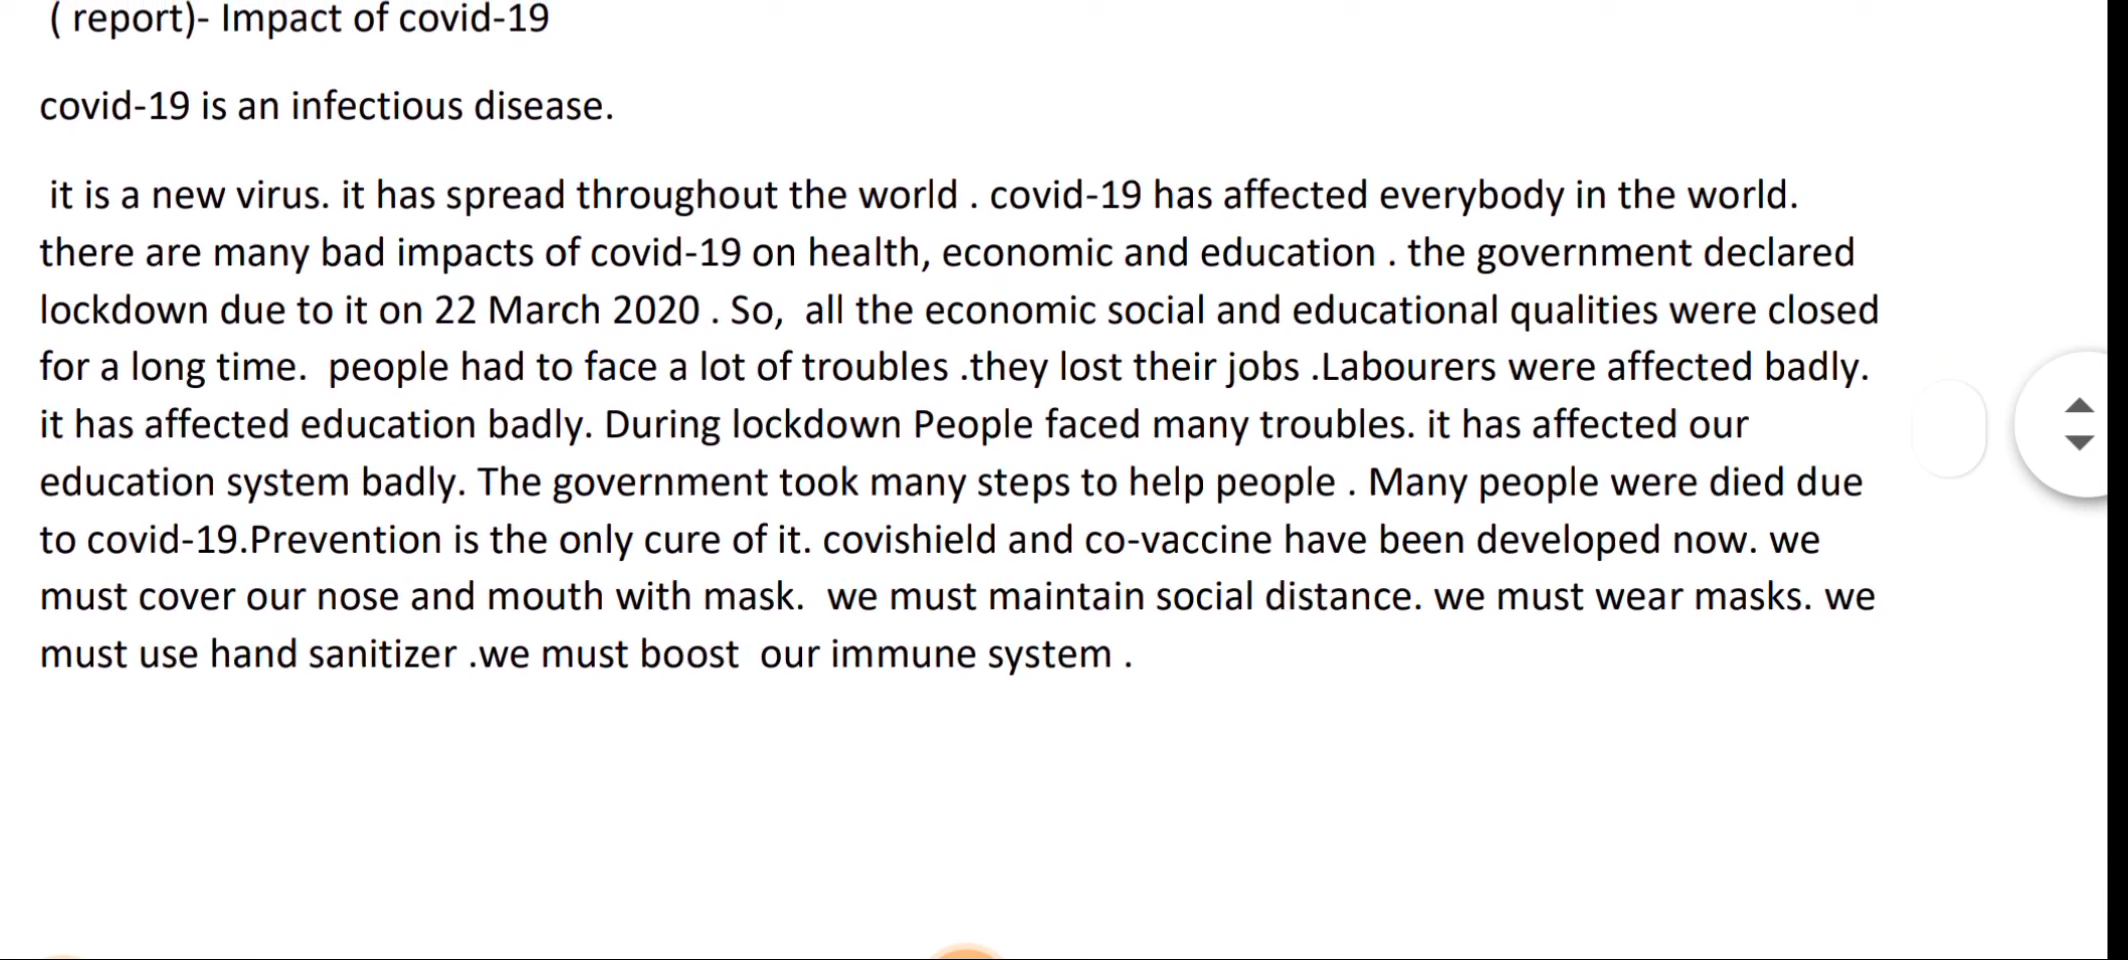 ( report)- Impact of covid-19
covid-19 is an infectious disease.
it is a new virus. it has spread throughout the world . covid-19 has affected everybody in the world.
there are many bad impacts of covid-19 on health, economic and education . the government declared
lockdown due to it on 22 March 2020 . So,  all the economic social and educational qualities were closed
for a long time.  people had to face a lot of troubles .they lost their jobs .Labourers were affected badly.
it has affected education badly. During lockdown People faced many troubles. it has affected our
education system badly. The government took many steps to help people . Many people were died due
to covid-19.Prevention is the only cure of it. covishield and co-vaccine have been developed now. we
must cover our nose and mouth with mask.  we must maintain social distance. we must wear masks. we
must use hand sanitizer .we must boost  our immune system .